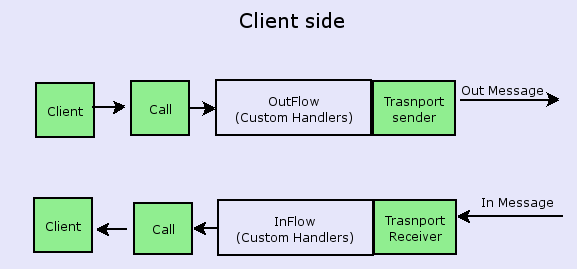 Client side
Client
Call
OutFlow
(Custom Handlers)
Trasnport
sender
Out Message
Client
Call
InFlow
(Custom Handlers)
Trasnport
Receiver
In Message